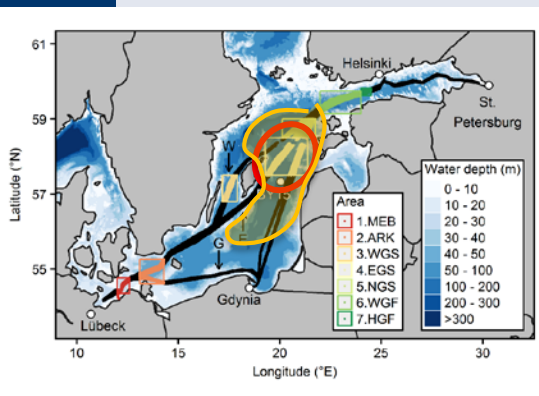 61
59
57
55
Latitude (°N)
10
15
20
25
30
Longitude (°E)
Helsinki
St.
Petersburg
W
E
G
Gdynia
Lübeck
Area
1.MEB
2.ARK
3.WGS
4.EGS
5.NGS
6.WGF
7.HGF
Water depth (m)
0 - 10
10 - 20
20 - 30
30 - 40
40 - 50
50 - 100
100 - 200
200 - 300
>300